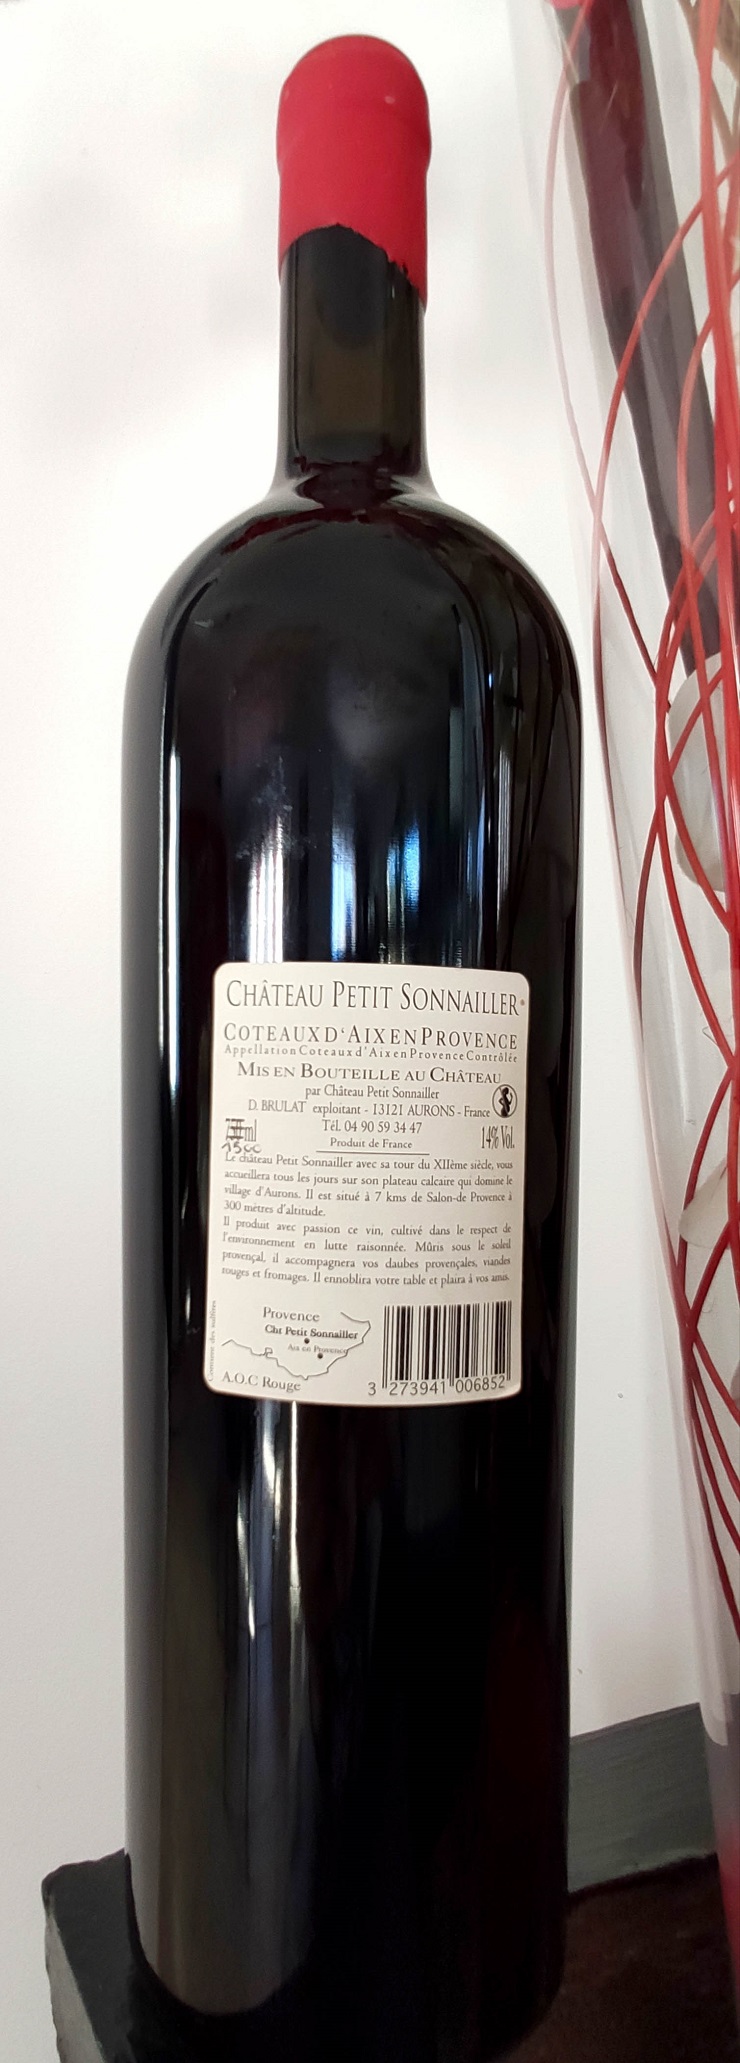 CHÂTEAU PETIT SONNAILLER®
COTEAUX D'AIX EN PROVENCE
Appellation Coteaux d'Aix en Provence Contrôlée
MIS EN BOUTEILLE AU CHÂTEAU
par Château Petit Sonnailler
D. BRULAT exploitant - 13121 AURONS - France
750ml
1500
Tél. 04 90 59 34 47
14% Vol.
Produit de France
Le château Petit Sonnailler avec sa tour du XIIème siècle, vous
accueillera tous les jours sur son plateau calcaire qui domine le
village d'Aurons. Il est situé à 7 kms de Salon-de Provence à
300 mètres d'altitude.
Il produit avec passion ce vin, cultivé dans le respect de
l'environnement en lutte raisonnée. Mûris sous le soleil
provençal, il accompagnera vos daubes provençales, viandes
rouges et fromages. Il ennoblira votre table et plaira à vos amis.
Contient des sulfites
Provence
Cht Petit Sonnailler
Aix en Provence
A.O.C Rouge
3 273941 006852